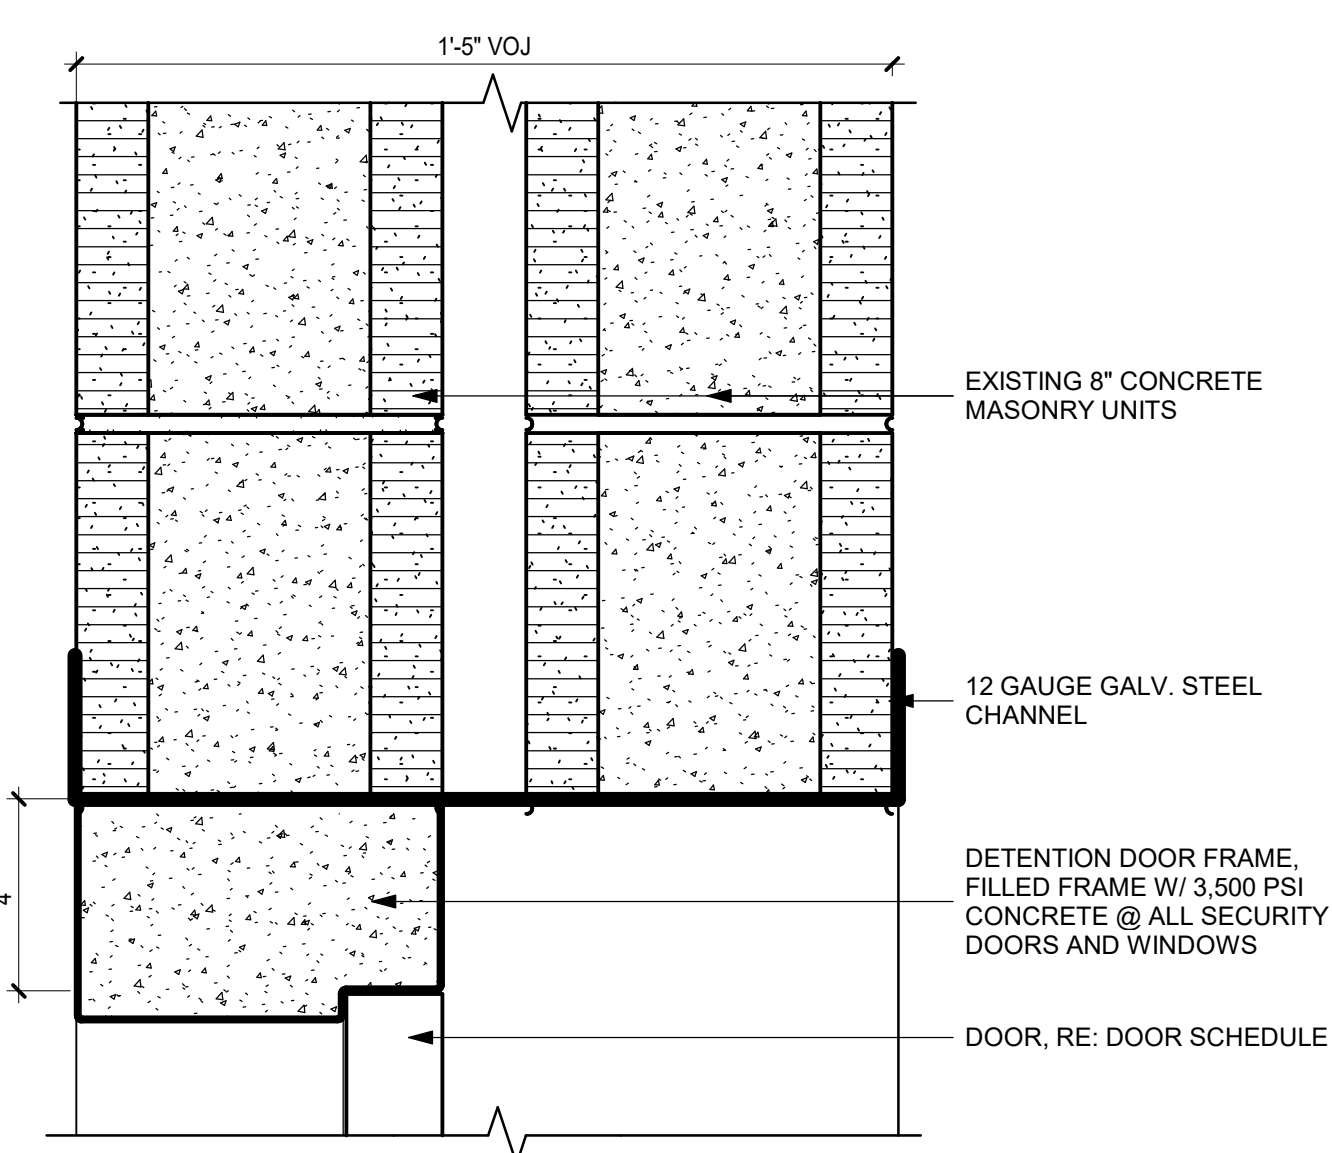 1'-5" VOJ
EXISTING 8" CONCRETE
MASONRY UNITS
12 GAUGE GALV. STEEL
CHANNEL
4
DETENTION DOOR FRAME,
FILLED FRAME W/ 3,500 PSI
CONCRETE @ ALL SECURITY
DOORS AND WINDOWS
DOOR, RE: DOOR SCHEDULE